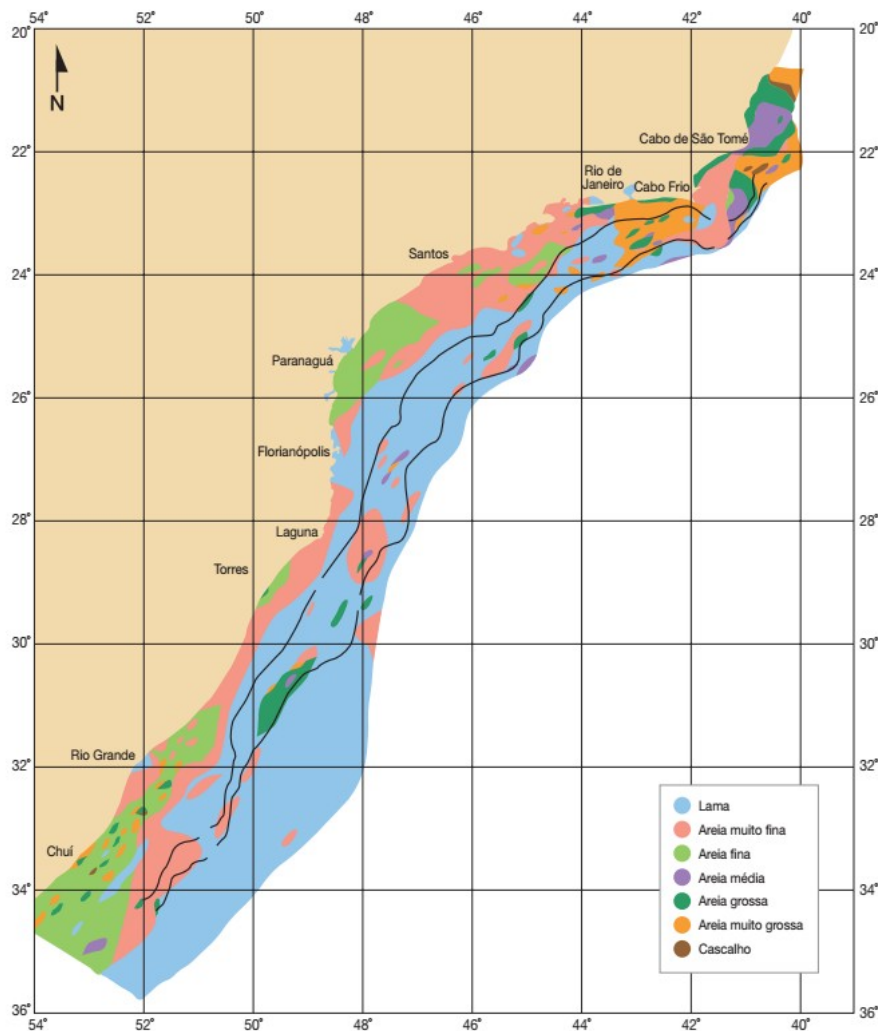 54° 52° 50° 48° 46° 44° 42° 40°
20° 20°
N
Cabo de São Tomé
22° 22°
Rio de
Janeiro
Cabo Frio
Santos
24° 24°
Paranaguá
26° 26°
Florianópolis
28° 28°
Laguna
Torres
30° 30°
Rio Grande
32° 32°
Chuí
34° 34°
Lama
Areia muito fina
Areia fina
Areia média
Areia grossa
Areia muito grossa
Cascalho
36° 36°
54° 52° 50° 48° 46° 44° 42° 40°